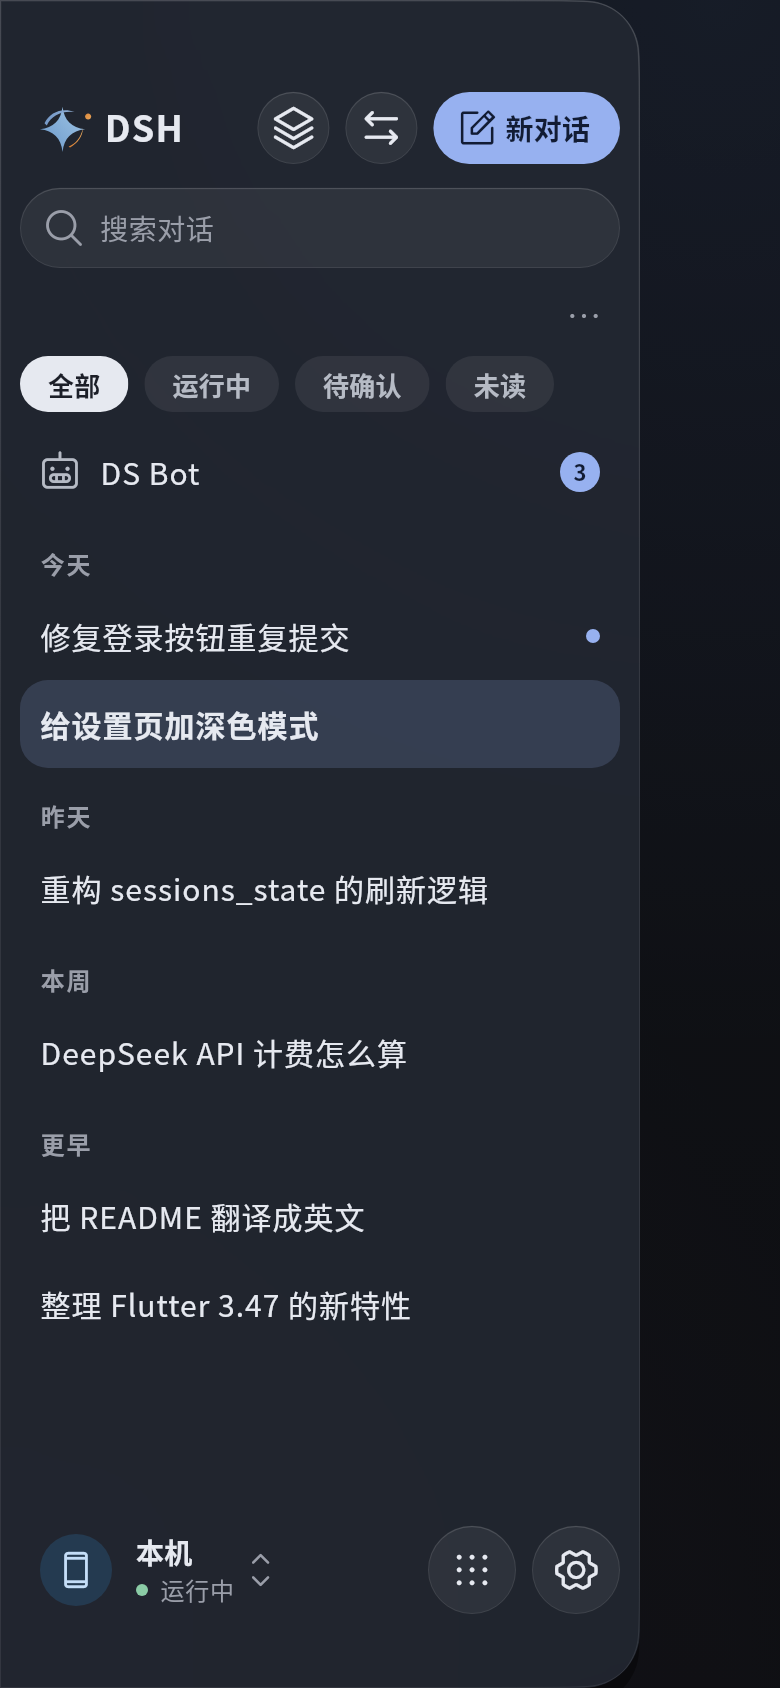 DSH
新对话
搜索对话
...
全部 运行中 待确认 未读
DS Bot 3
今天
修复登录按钮重复提交
给设置页加深色模式
昨天
重构 sessions_state 的刷新逻辑
本周
DeepSeek API 计费怎么算
更早
把 README 翻译成英文
整理 Flutter 3.47 的新特性
本机
运行中